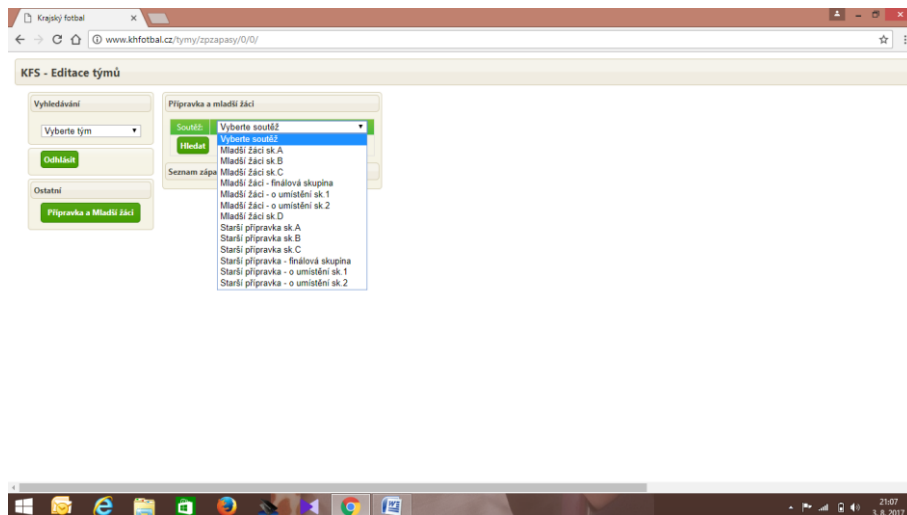 Krajský fotbal
www.khfotbal.cz/tymy/zpzapasy/0/0/
KFS - Editace týmů
Vyhledávání
Vyberte tým
Odhlásit
Ostatní
Přípravka a Mladší žáci
Přípravka a mladší žáci
Soutěž: Vyberte soutěž
Hledat
Seznam zápa
Vyberte soutěž
Mladší žáci sk.A
Mladší žáci sk.B
Mladší žáci sk.C
Mladší žáci - finálová skupina
Mladší žáci - o umístění sk.1
Mladší žáci - o umístění sk.2
Mladší žáci sk.D
Starší přípravka sk.A
Starší přípravka sk.B
Starší přípravka sk.C
Starší přípravka - finálová skupina
Starší přípravka - o umístění sk.1
Starší přípravka - o umístění sk.2
21:07
3. 8. 2017